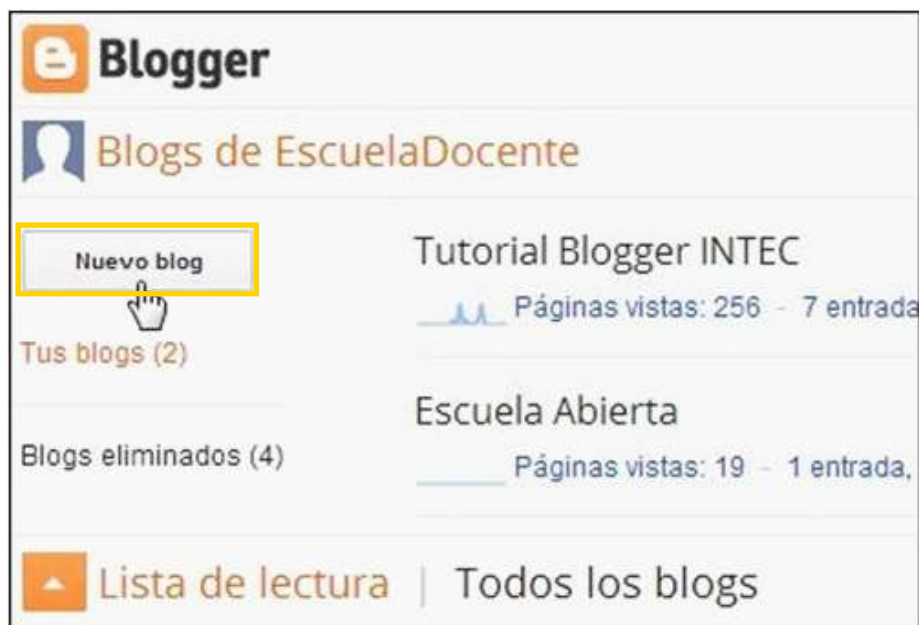 Blogger
Blogs de EscuelaDocente
Nuevo blog
Tus blogs (2)
Blogs eliminados (4)
Tutorial Blogger INTEC
Páginas vistas: 256 - 7 entrada
Escuela Abierta
Páginas vistas: 19 - 1 entrada,
Lista de lectura | Todos los blogs